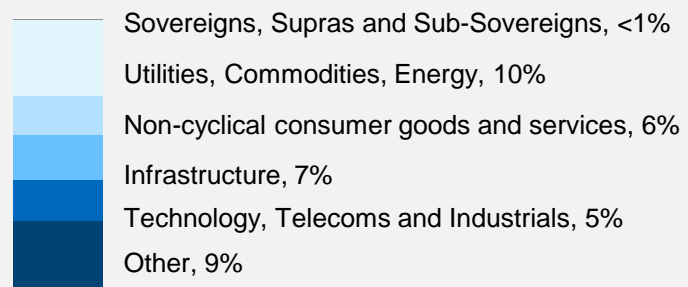 Sovereigns, Supras and Sub-Sovereigns, <1%
Utilities, Commodities, Energy, 10%
Non-cyclical consumer goods and services, 6%
Infrastructure, 7%
Technology, Telecoms and Industrials, 5%
Other, 9%